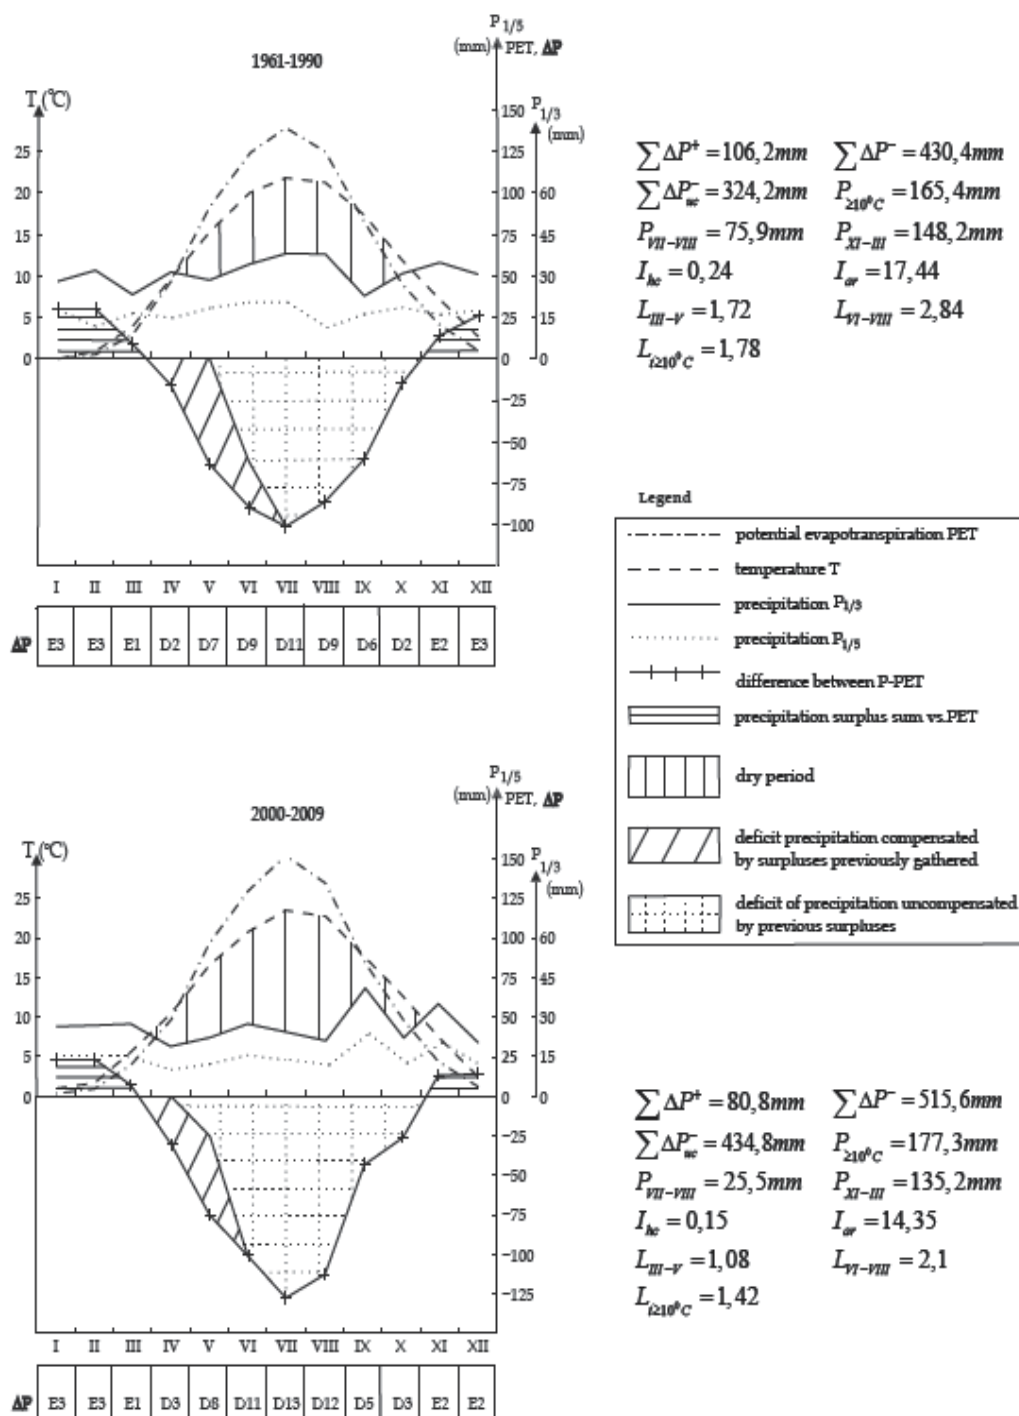 P1/5
(mm) PET, ΔP
1961-1990
T (°C)
P1/3
(mm)
25
20
15
10
5
0
150
125
100
75
50
25
0
-25
-50
-75
-100
60
45
30
15
0
I II III IV V VI VII VIII IX X XI XII
ΔP E3 E3 E1 D2 D7 D9 D11 D9 D6 D2 E2 E3
∑ΔP⁺ = 106,2mm ∑ΔP⁻ = 430,4mm
∑ΔP⁻uc = 324,2mm P≥10⁰C = 165,4mm
PVII–VIII = 75,9mm PXI–III = 148,2mm
Ihc = 0,24 Iar = 17,44
LIII–V = 1,72 LVI–VIII = 2,84
Lt≥10⁰C = 1,78
Legend
potential evapotranspiration PET
temperature T
precipitation P1/3
precipitation P1/5
difference between P-PET
precipitation surplus sum vs.PET
dry period
deficit precipitation compensated
by surpluses previously gathered
deficit of precipitation uncompensated
by previous surpluses
P1/5
(mm) PET, ΔP
2000-2009
T (°C)
P1/3
(mm)
25
20
15
10
5
0
150
125
100
75
50
25
0
-25
-50
-75
-100
-125
60
45
30
15
0
I II III IV V VI VII VIII IX X XI XII
ΔP E3 E3 E1 D3 D8 D11 D13 D12 D5 D3 E2 E2
∑ΔP⁺ = 80,8mm ∑ΔP⁻ = 515,6mm
∑ΔP⁻uc = 434,8mm P≥10⁰C = 177,3mm
PVII–VIII = 25,5mm PXI–III = 135,2mm
Ihc = 0,15 Iar = 14,35
LIII–V = 1,08 LVI–VIII = 2,1
Lt≥10⁰C = 1,42